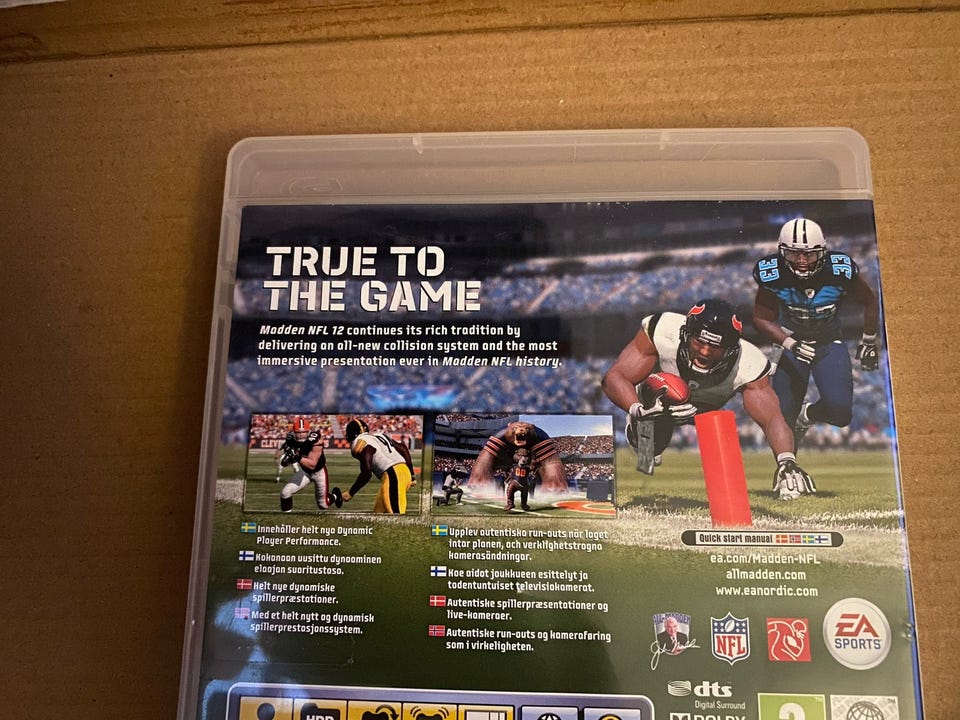 TRUE TO
THE GAME
Madden NFL 12 continues its rich tradition by
delivering an all-new collision system and the most
immersive presentation ever in Madden NFL history.
33
33
Innehåller helt nya Dynamic
Player Performance.
Kokonaan uusittu dynaaminen
elaajan suoritustaso.
Helt nye dynamiske
spillerpræstationer.
Med et helt nytt og dynamisk
spillerprestasjonssystem.
Upplev autentiska run-outs när laget
intar planen, och verklighetstrogna
kamerasändningar.
Koe aidot joukkueen esittelyt ja
todentuntuiset televisiokamerat.
Autentiske spillerpræsentationer og
live-kameraer.
Autentiske run-outs og kameraføring
som i virkeligheten.
Quick start manual
ea.com/Madden-NFL
allmadden.com
www.eanordic.com
NFL
EA
SPORTS
dts
Digital Surround
DOLBY
HDD